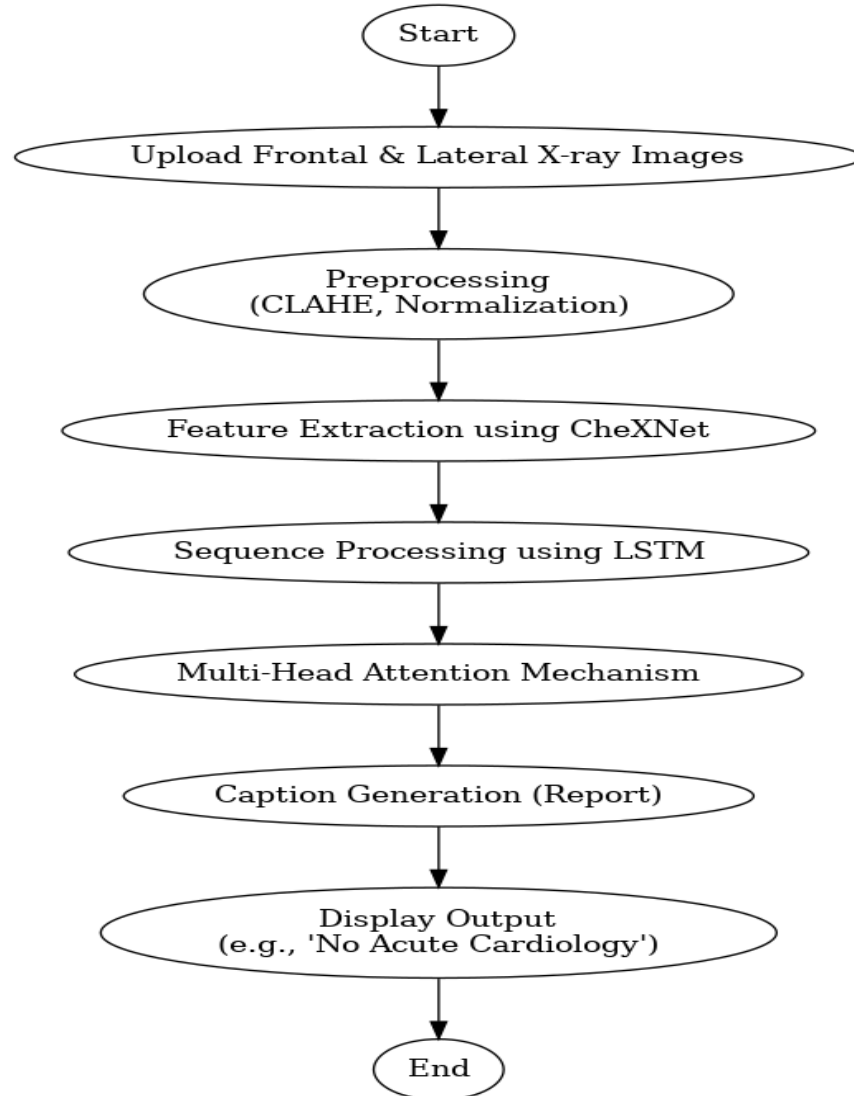 Start
Upload Frontal & Lateral X-ray Images
Preprocessing
(CLAHE, Normalization)
Feature Extraction using CheXNet
Sequence Processing using LSTM
Multi-Head Attention Mechanism
Caption Generation (Report)
Display Output
(e.g., 'No Acute Cardiology')
End